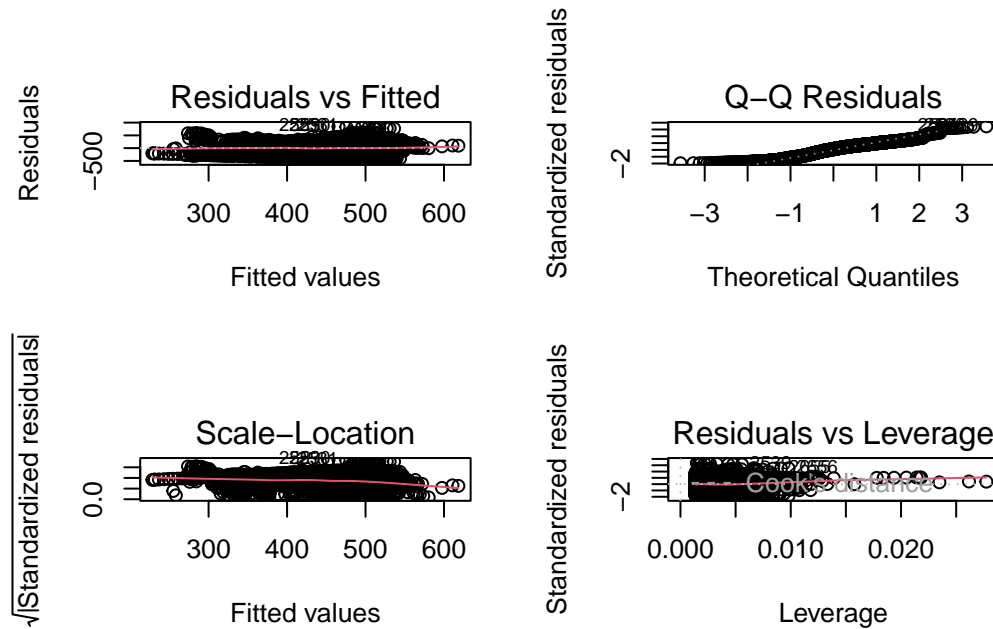 Residuals vs Fitted
Residuals
−500
300 400 500 600
Fitted values
Q−Q Residuals
Standardized residuals
−2
−3 −1 1 2 3
Theoretical Quantiles
Scale−Location
√|Standardized residuals|
0.0
300 400 500 600
Fitted values
Residuals vs Leverage
Standardized residuals
−2
Cook's distance
0.000 0.010 0.020
Leverage